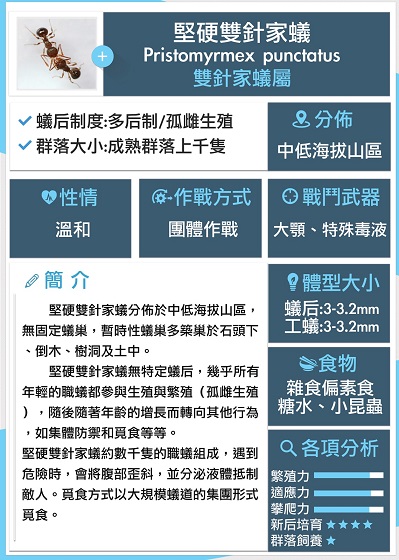 堅硬雙針家蟻
Pristomyrmex punctatus
雙針家蟻屬
蟻后制度:多后制/孤雌生殖
群落大小:成熟群落上千隻
分佈
中低海拔山區
性情
溫和
作戰方式
團體作戰
戰鬥武器
大顎、特殊毒液
簡介
堅硬雙針家蟻分佈於中低海拔山區，
無固定蟻巢，暫時性蟻巢多築巢於石頭下
、倒木、樹洞及土中。
堅硬雙針家蟻無特定蟻后，幾乎所有
年輕的職蟻都參與生殖與繁殖（孤雌生殖
），隨後隨著年齡的增長而轉向其他行為
，如集體防禦和覓食等等。
堅硬雙針家蟻約數千隻的職蟻組成，遇到
危險時，會將腹部歪斜，並分泌液體抵制
敵人。覓食方式以大規模蟻道的集團形式
覓食。
體型大小
蟻后:3-3.2mm
工蟻:3-3.2mm
食物
雜食偏素食
糖水、小昆蟲
各項分析
繁殖力
適應力
攀爬力
新后培育 ★★★★
群落飼養 ★